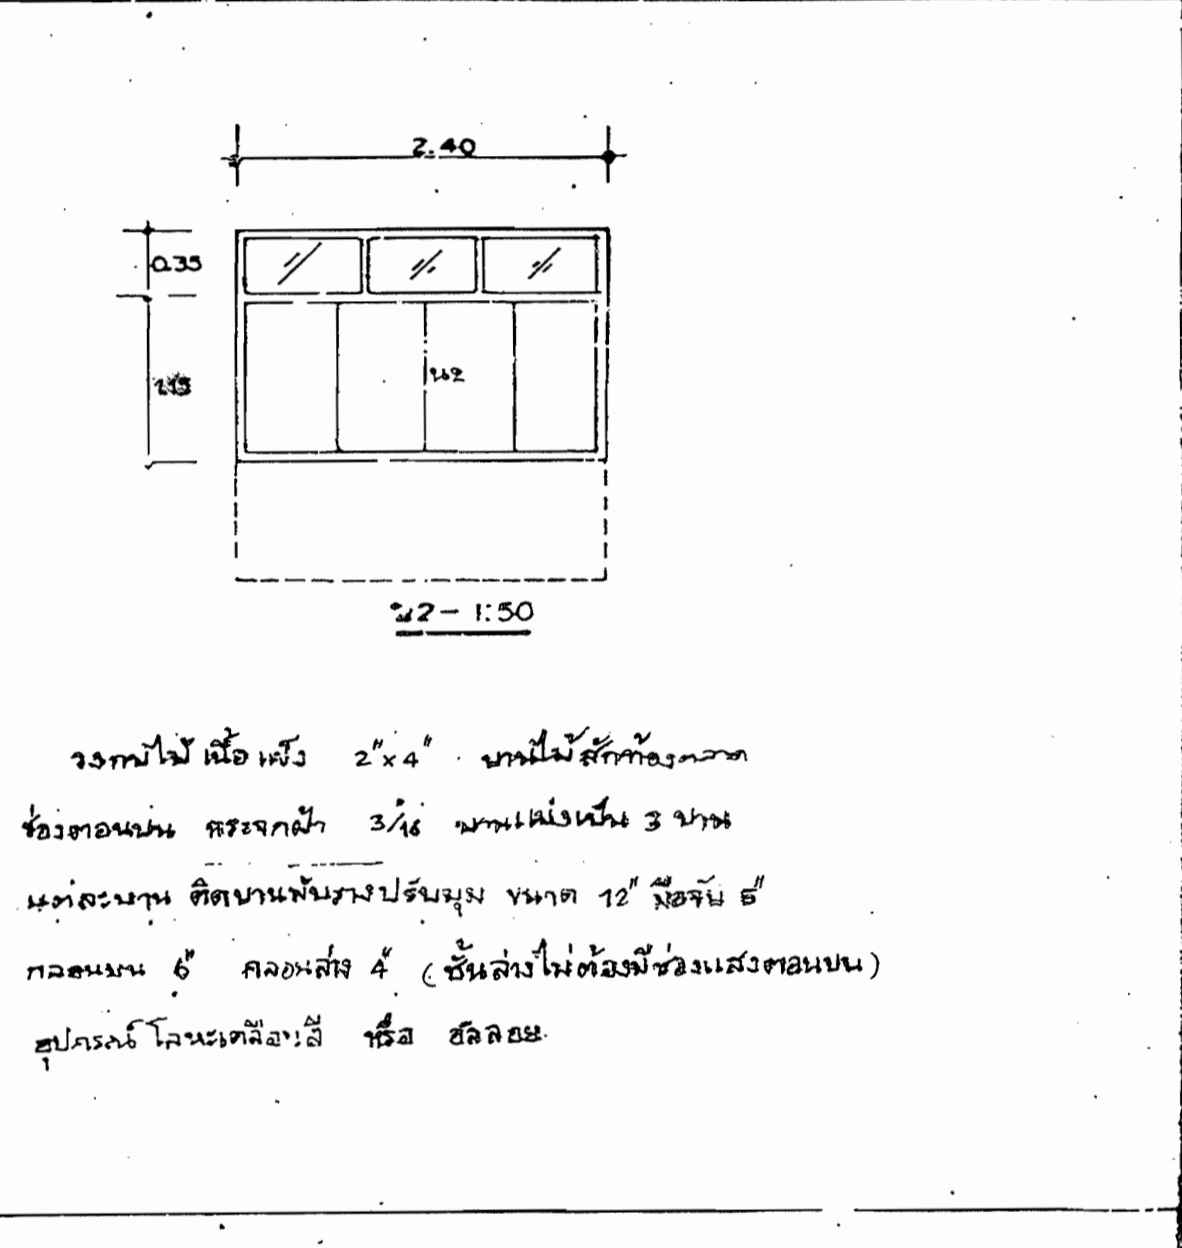 2.40
0.35
น2
น2 - 1:50
วงกบไม้เนื้อแข็ง 2"x4" บานไม้สักท้องตลาด
ช่องตอนบน กระจกฝ้า 3/16" บานแบ่งเป็น 3 บาน
แต่ละบาน ติดบานพับรางปรับมุม ขนาด 12" มือจับ 5"
กลอนบน 6" กลอนล่าง 4" (ชั้นล่างไม่ต้องมีช่องแสงตอนบน)
อุปกรณ์ โลหะเคลือบสี หรือ อัลลอย